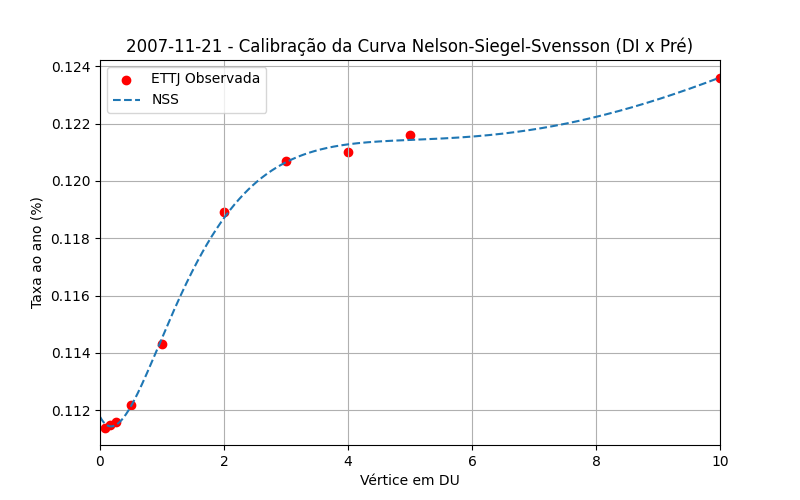 2007-11-21 - Calibração da Curva Nelson-Siegel-Svensson (DI x Pré)
ETTJ Observada
NSS
Taxa ao ano (%)
0.124
0.122
0.120
0.118
0.116
0.114
0.112
0 2 4 6 8 10
Vértice em DU